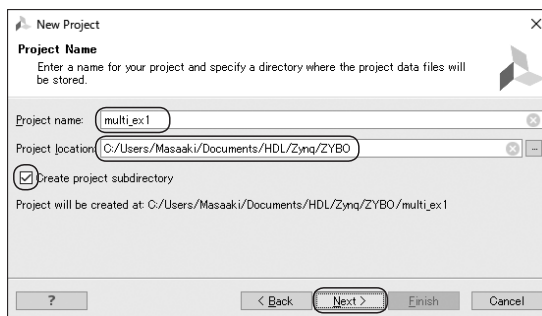 New Project
Project Name
Enter a name for your project and specify a directory where the project data files will
be stored.
Project name: multi_ex1
Project location: C:/Users/Masaaki/Documents/HDL/Zynq/ZYBO
...
Create project subdirectory
Project will be created at: C:/Users/Masaaki/Documents/HDL/Zynq/ZYBO/multi_ex1
? < Back Next > Finish Cancel